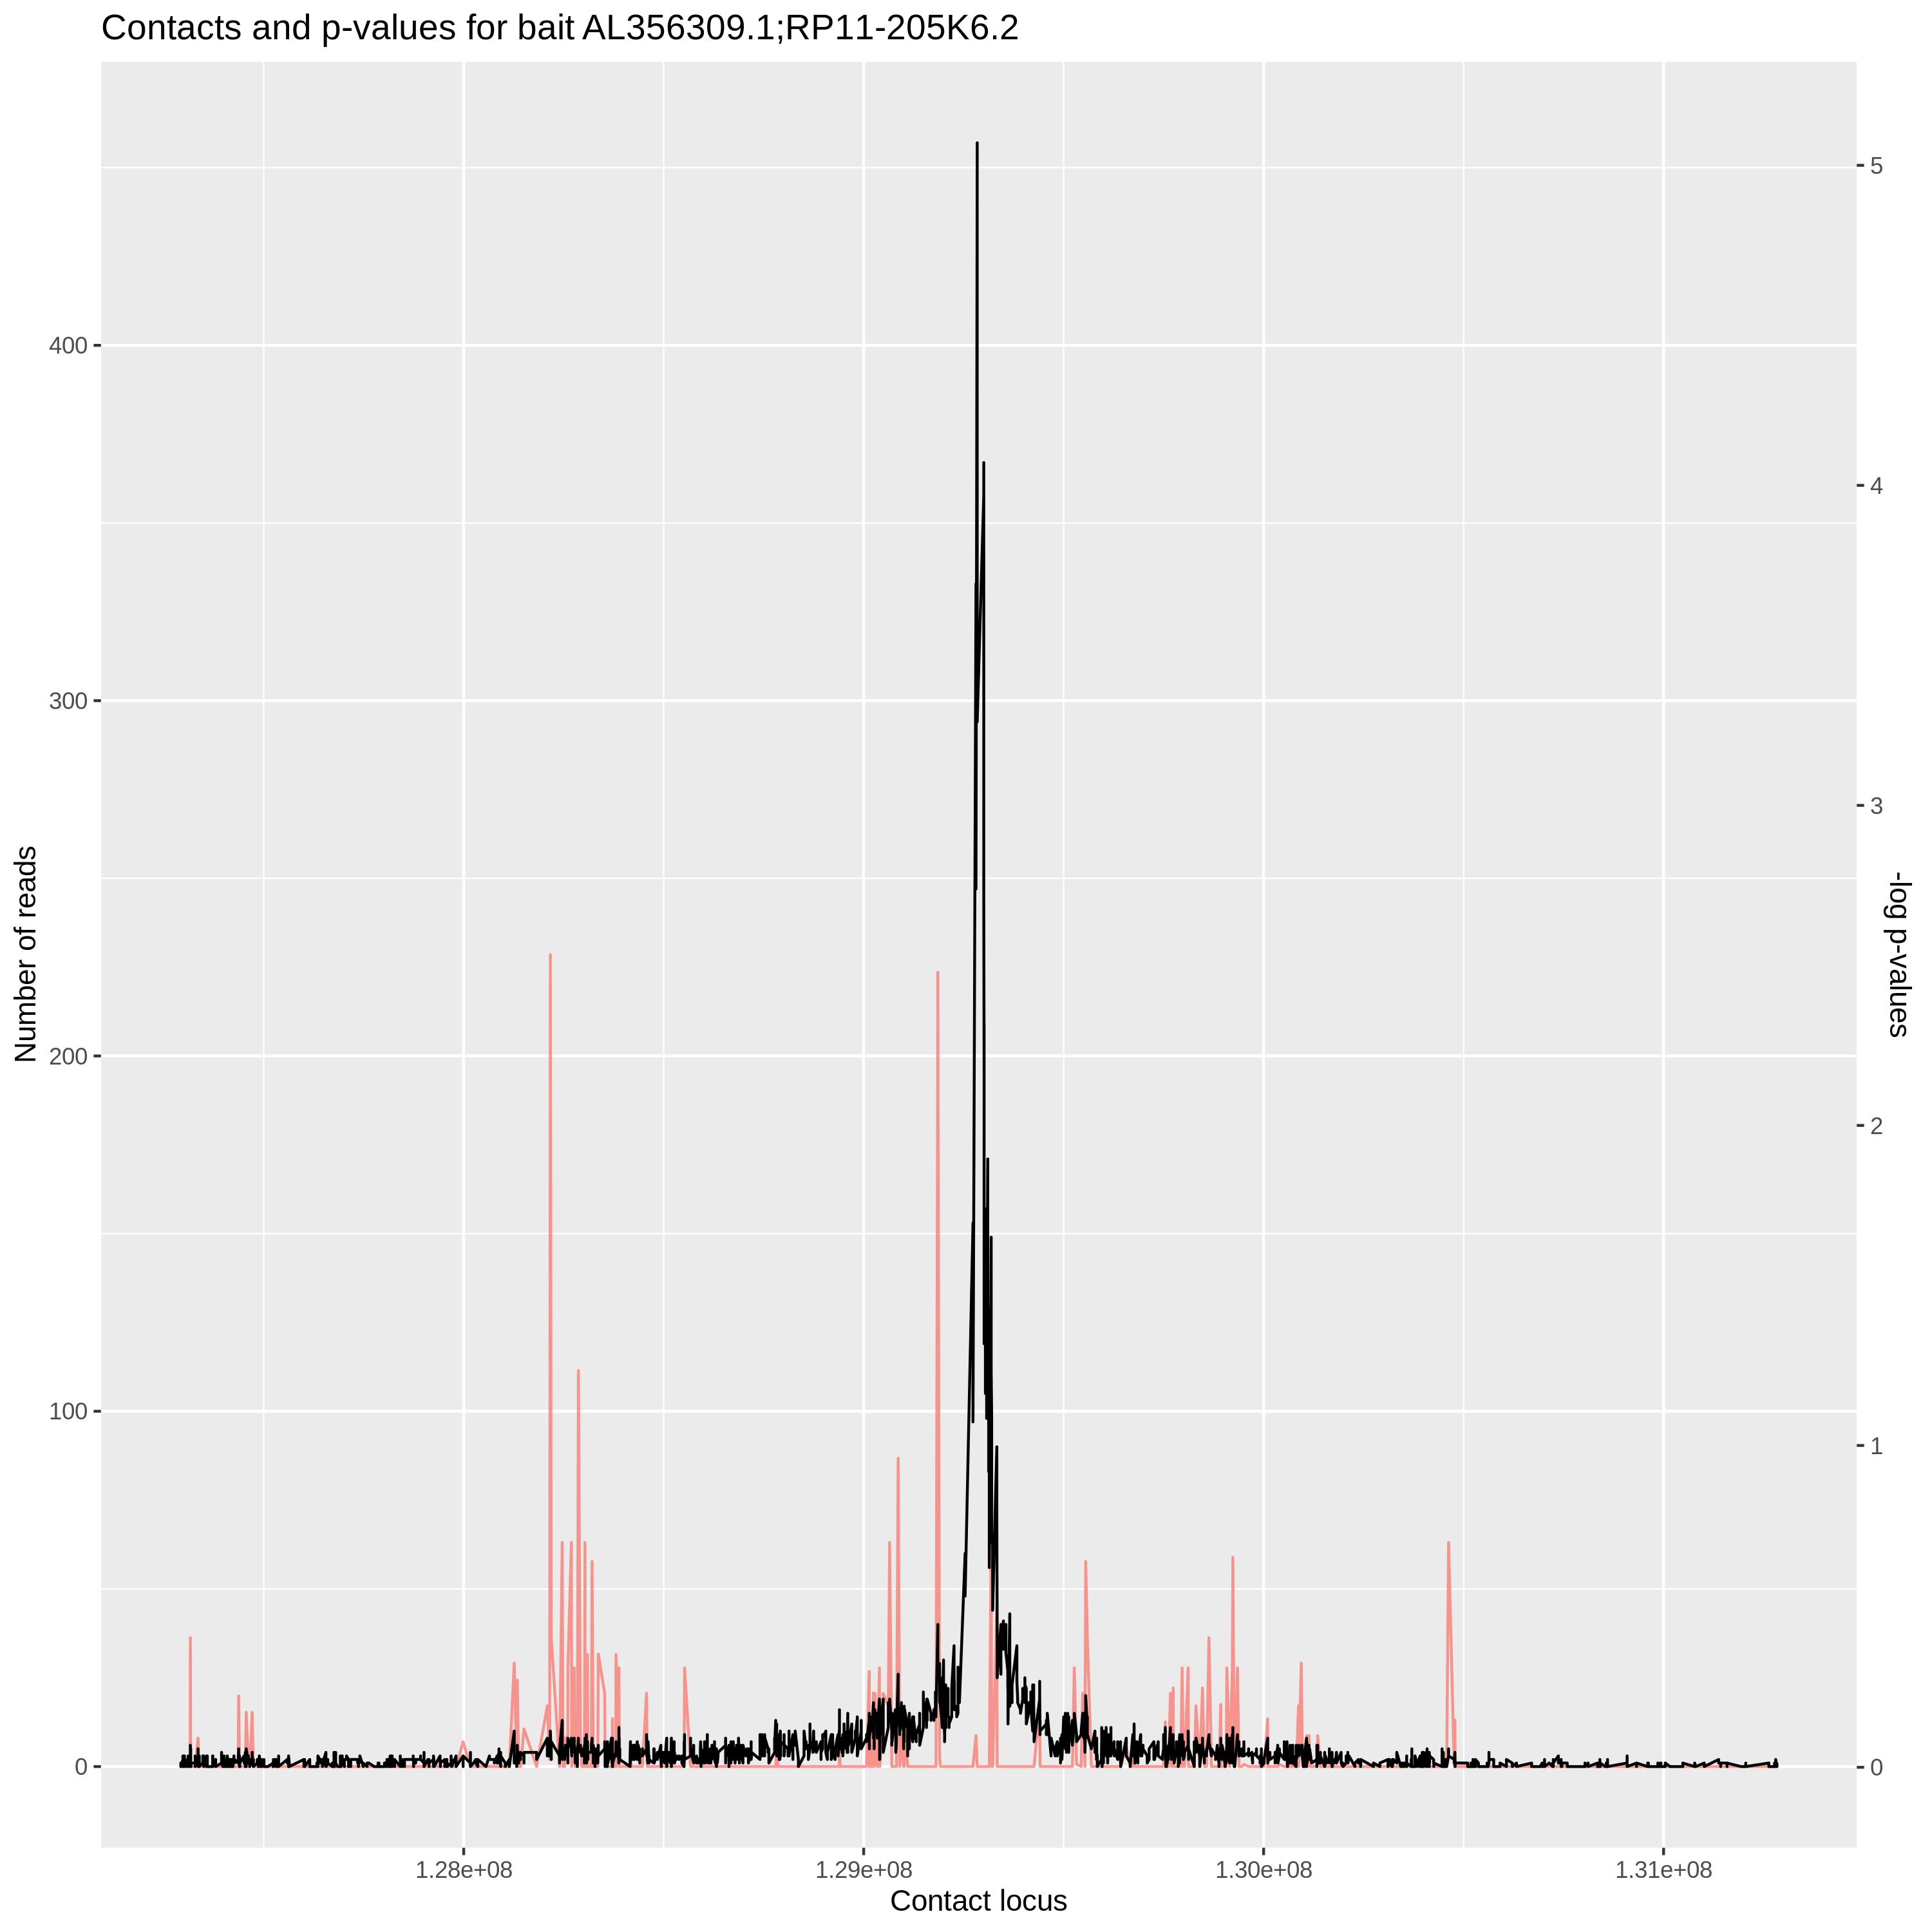 Contacts and p-values for bait AL356309.1;RP11-205K6.2
Number of reads
400
300
200
100
0
5
4
3
2
1
0
-log p-values
1.28e+08
1.29e+08
1.30e+08
1.31e+08
Contact locus